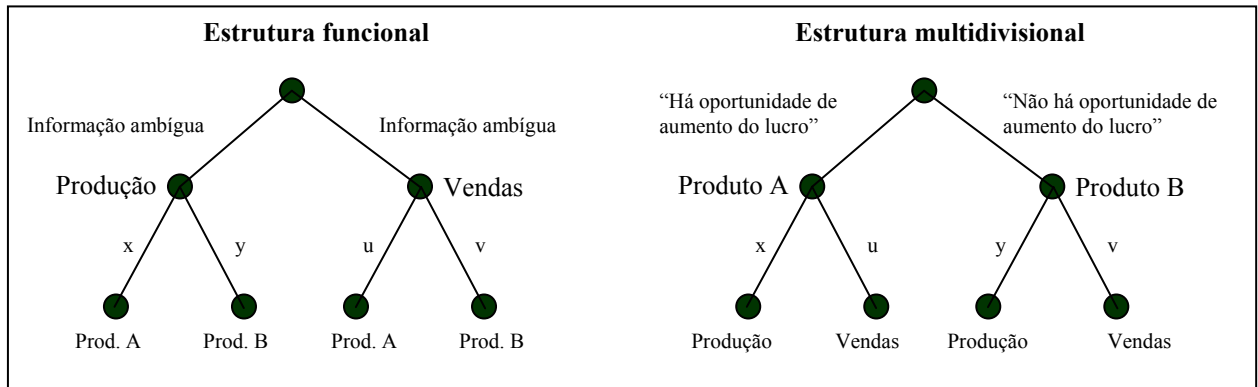 Estrutura funcional
Informação ambígua
Informação ambígua
Produção
Vendas
x
y
u
v
Prod. A
Prod. B
Prod. A
Prod. B
Estrutura multidivisional
“Há oportunidade de
aumento do lucro”
“Não há oportunidade de
aumento do lucro”
Produto A
Produto B
x
u
y
v
Produção
Vendas
Produção
Vendas